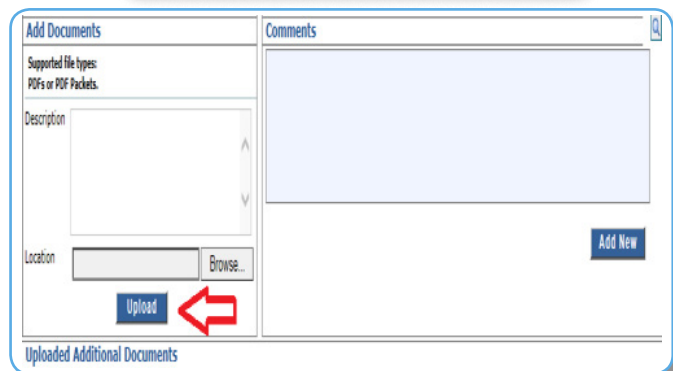 Add Documents
Supported file types:
PDFs or PDF Packets.
Description
Location
Browse...
Upload
Comments
Add New
Uploaded Additional Documents